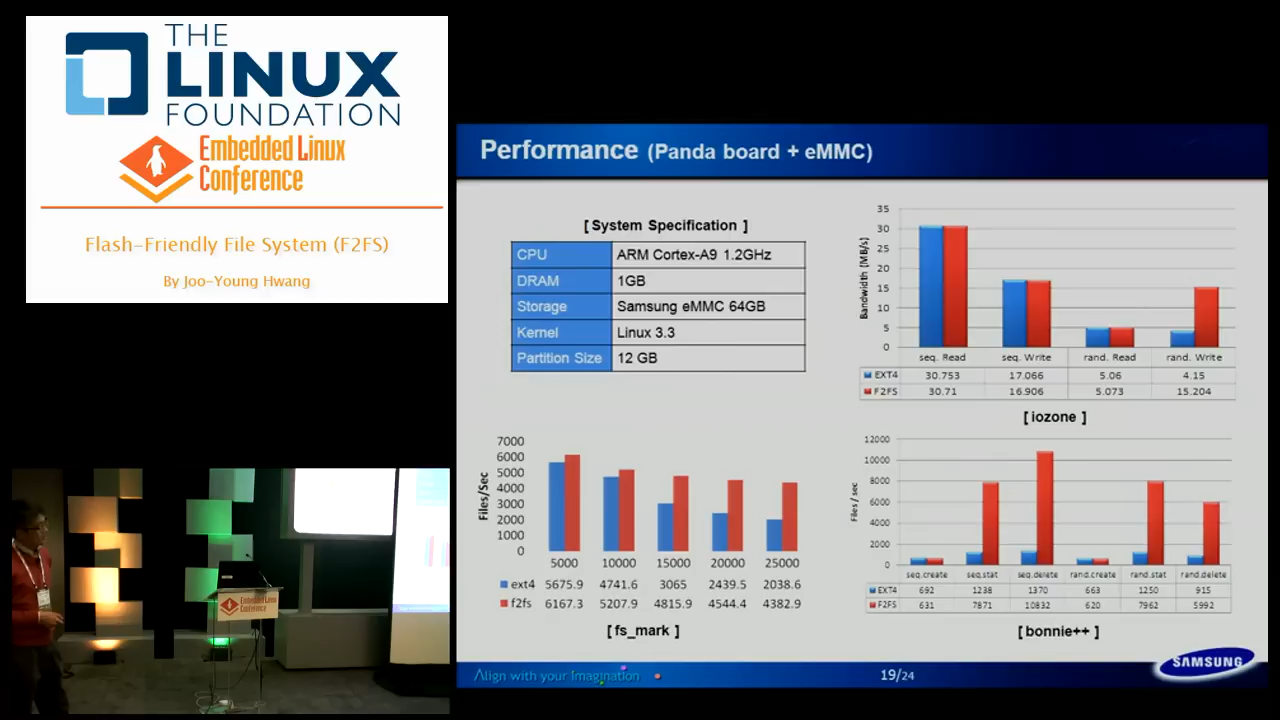 THE
LINUX
FOUNDATION
Embedded Linux
Conference
Flash-Friendly File System (F2FS)
By Joo-Young Hwang
Performance (Panda board + eMMC)
[ System Specification ]
CPU ARM Cortex-A9 1.2GHz
DRAM 1GB
Storage Samsung eMMC 64GB
Kernel Linux 3.3
Partition Size 12 GB
Bandwidth (MB/s)
35
30
25
20
15
10
5
0
seq. Read seq. Write rand. Read rand. Write
EXT4 30.753 17.066 5.06 4.15
F2FS 30.71 16.906 5.073 15.204
[ iozone ]
Files/Sec
7000
6000
5000
4000
3000
2000
1000
0
5000 10000 15000 20000 25000
ext4 5675.9 4741.6 3065 2439.5 2038.6
f2fs 6167.3 5207.9 4815.9 4544.4 4382.9
[ fs_mark ]
Files / sec
12000
10000
8000
6000
4000
2000
0
seq.create seq.stat seq.delete rand.create rand.stat rand.delete
EXT4 692 1238 1370 663 1250 915
F2FS 631 7871 10832 620 7962 5992
[ bonnie++ ]
Align with your Imagination
19/24
SAMSUNG
Embedded Linux
Conference